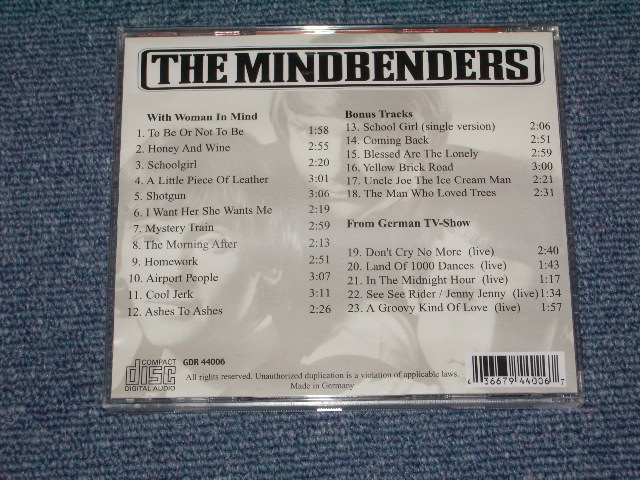 THE MINDBENDERS
With Woman In Mind
1. To Be Or Not To Be 1:58
2. Honey And Wine 2:55
3. Schoolgirl 2:20
4. A Little Piece Of Leather 3:01
5. Shotgun 3:06
6. I Want Her She Wants Me 2:19
7. Mystery Train 2:59
8. The Morning After 2:13
9. Homework 2:51
10. Airport People 3:07
11. Cool Jerk 3:11
12. Ashes To Ashes 2:26
Bonus Tracks
13. School Girl (single version) 2:06
14. Coming Back 2:51
15. Blessed Are The Lonely 2:59
16. Yellow Brick Road 3:00
17. Uncle Joe The Ice Cream Man 2:21
18. The Man Who Loved Trees 2:31
From German TV-Show
19. Don't Cry No More (live) 2:40
20. Land Of 1000 Dances (live) 1:43
21. In The Midnight Hour (live) 1:17
22. See See Rider / Jenny Jenny (live) 1:34
23. A Groovy Kind Of Love (live) 1:57
COMPACT
disc
DIGITAL AUDIO
GDR 44006
All rights reserved. Unauthorized duplication is a violation of applicable laws.
Made in Germany
36679 44006 7